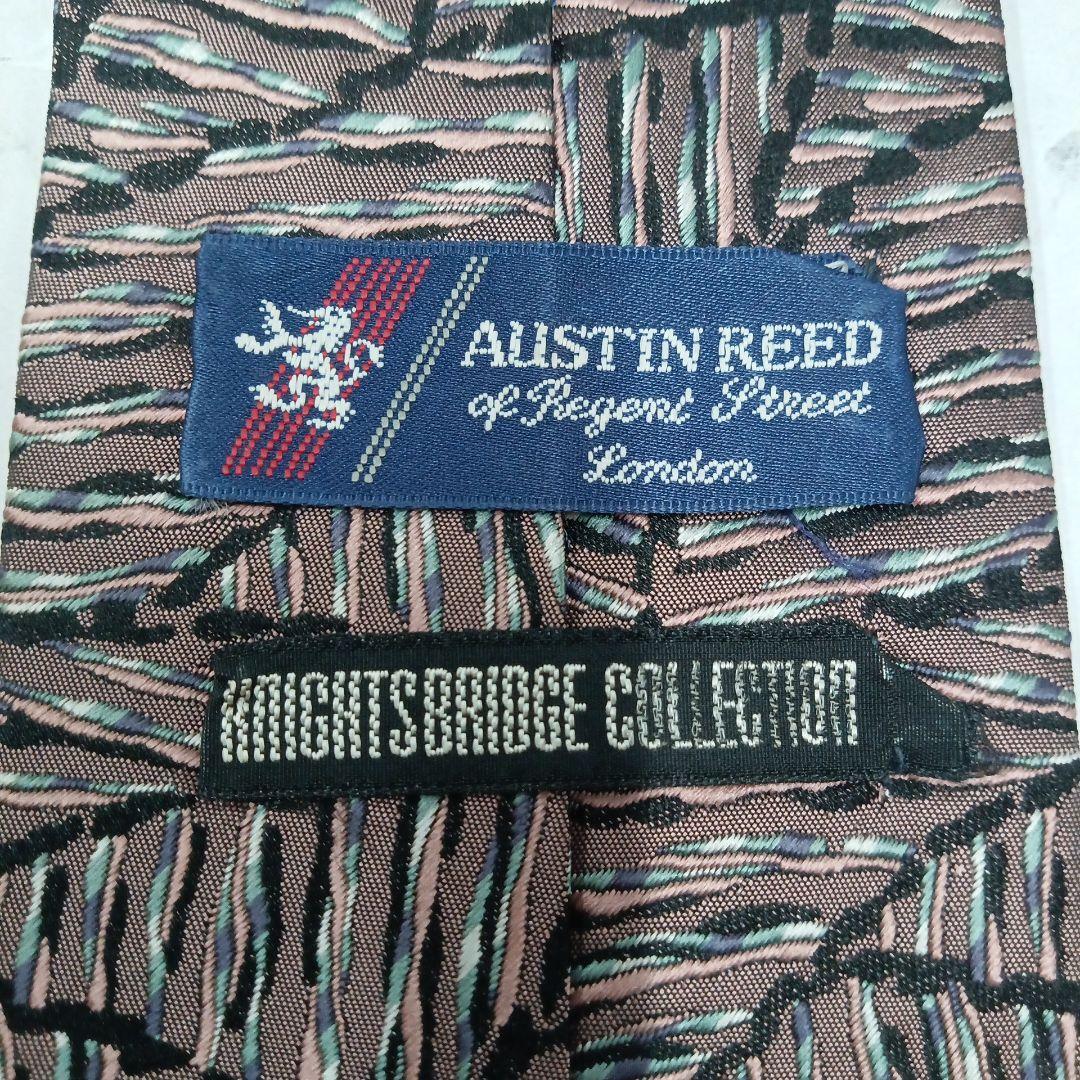 AUSTIN REED
of Regent Street
London
KNIGHTSBRIDGE COLLECTION